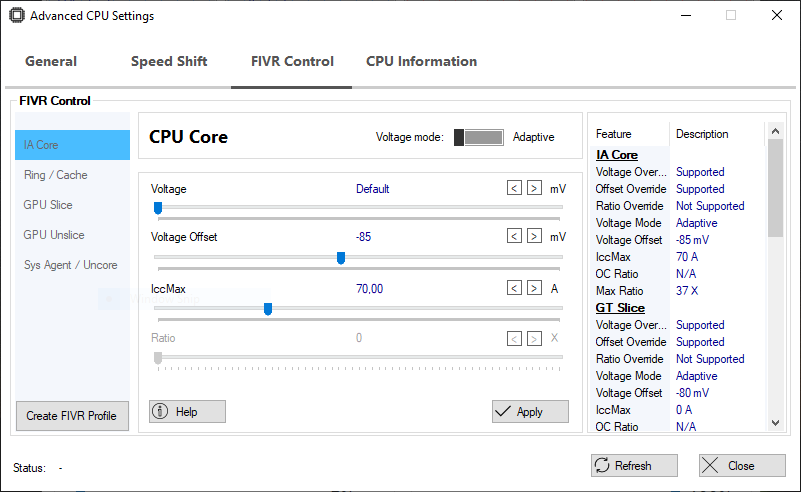 Advanced CPU Settings
General Speed Shift FIVR Control CPU Information
FIVR Control
IA Core
Ring / Cache
GPU Slice
GPU Unslice
Sys Agent / Uncore
Create FIVR Profile
CPU Core Voltage mode: Adaptive
Voltage Default < > mV
Voltage Offset -85 < > mV
IccMax 70,00 < > A
Ratio 0 < > X
Help Apply
Feature Description
IA Core
Voltage Over... Supported
Offset Override Supported
Ratio Override Not Supported
Voltage Mode Adaptive
Voltage Offset -85 mV
IccMax 70 A
OC Ratio N/A
Max Ratio 37 X
GT Slice
Voltage Over... Supported
Offset Override Supported
Ratio Override Not Supported
Voltage Mode Adaptive
Voltage Offset -80 mV
IccMax 0 A
OC Ratio N/A
Status: -
Refresh Close